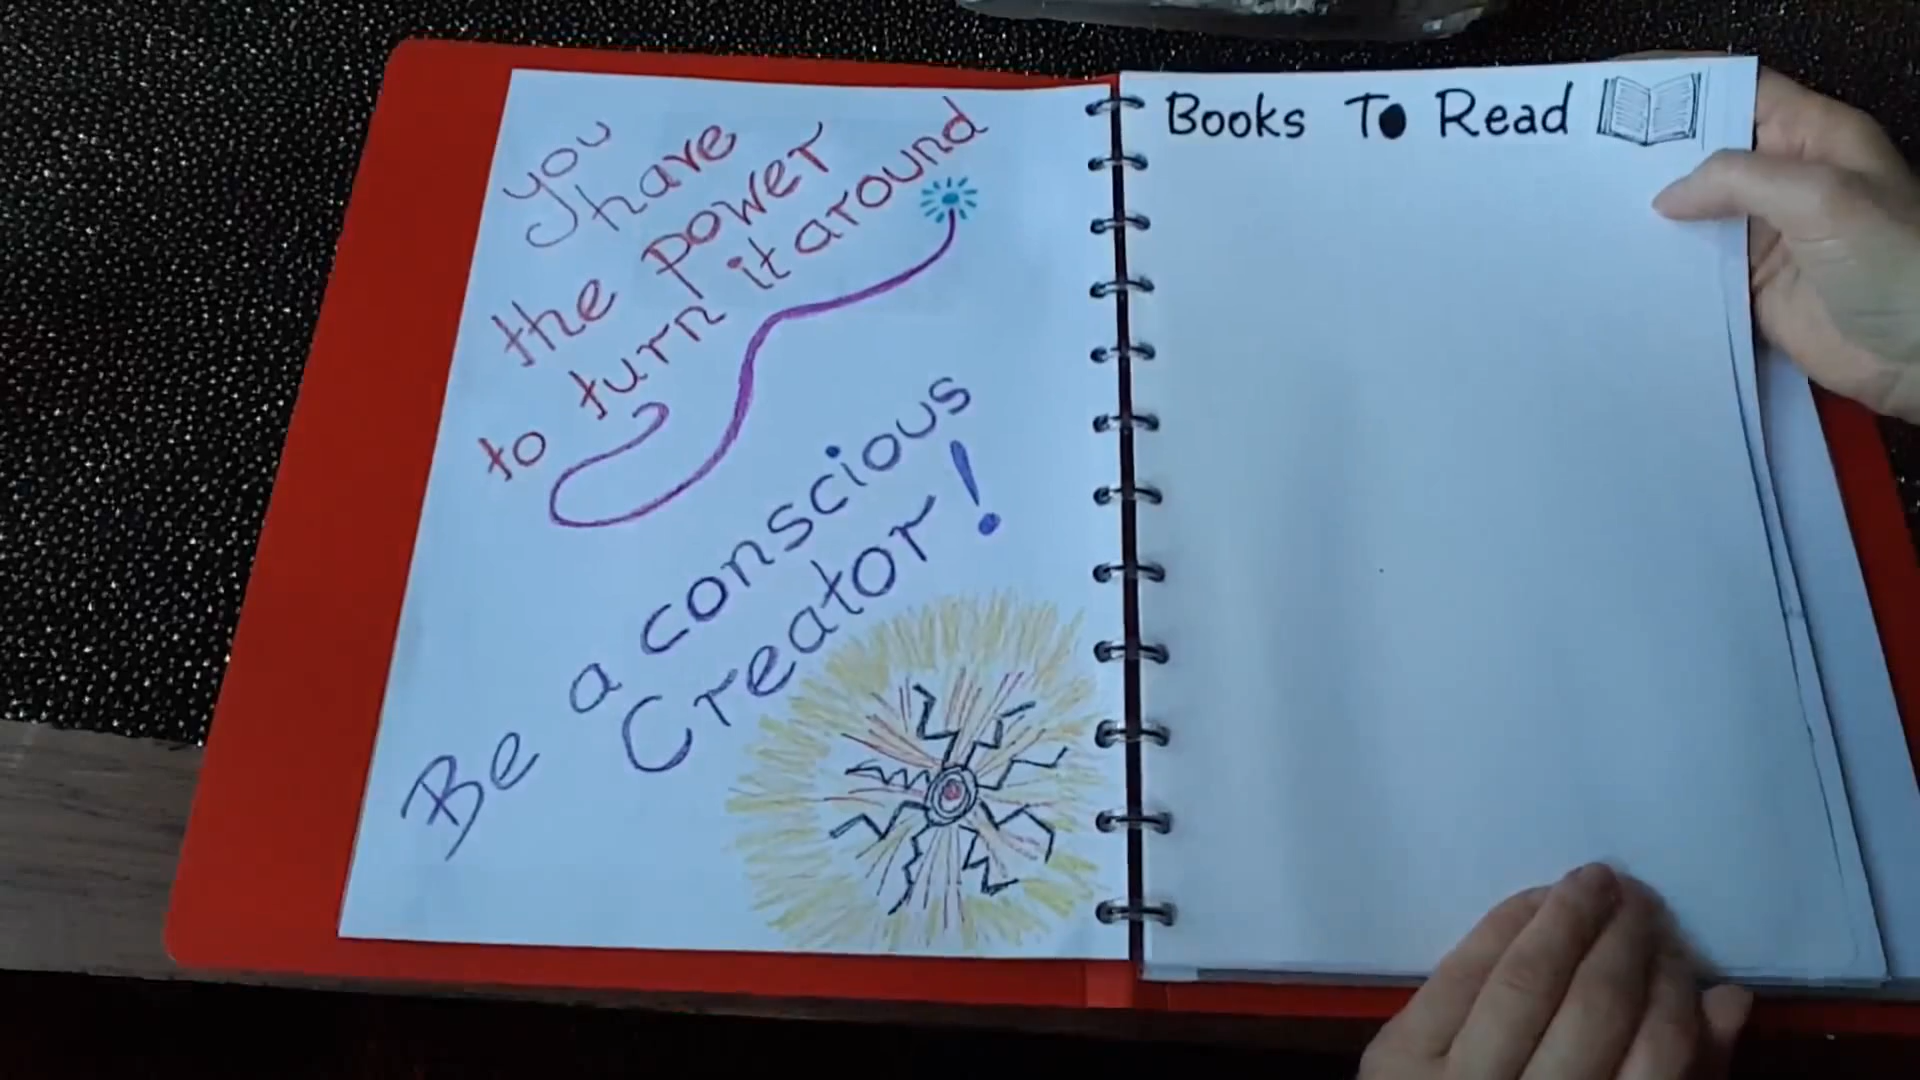 you
have
the power
to turn it around
Be a conscious
Creator!
Books To Read